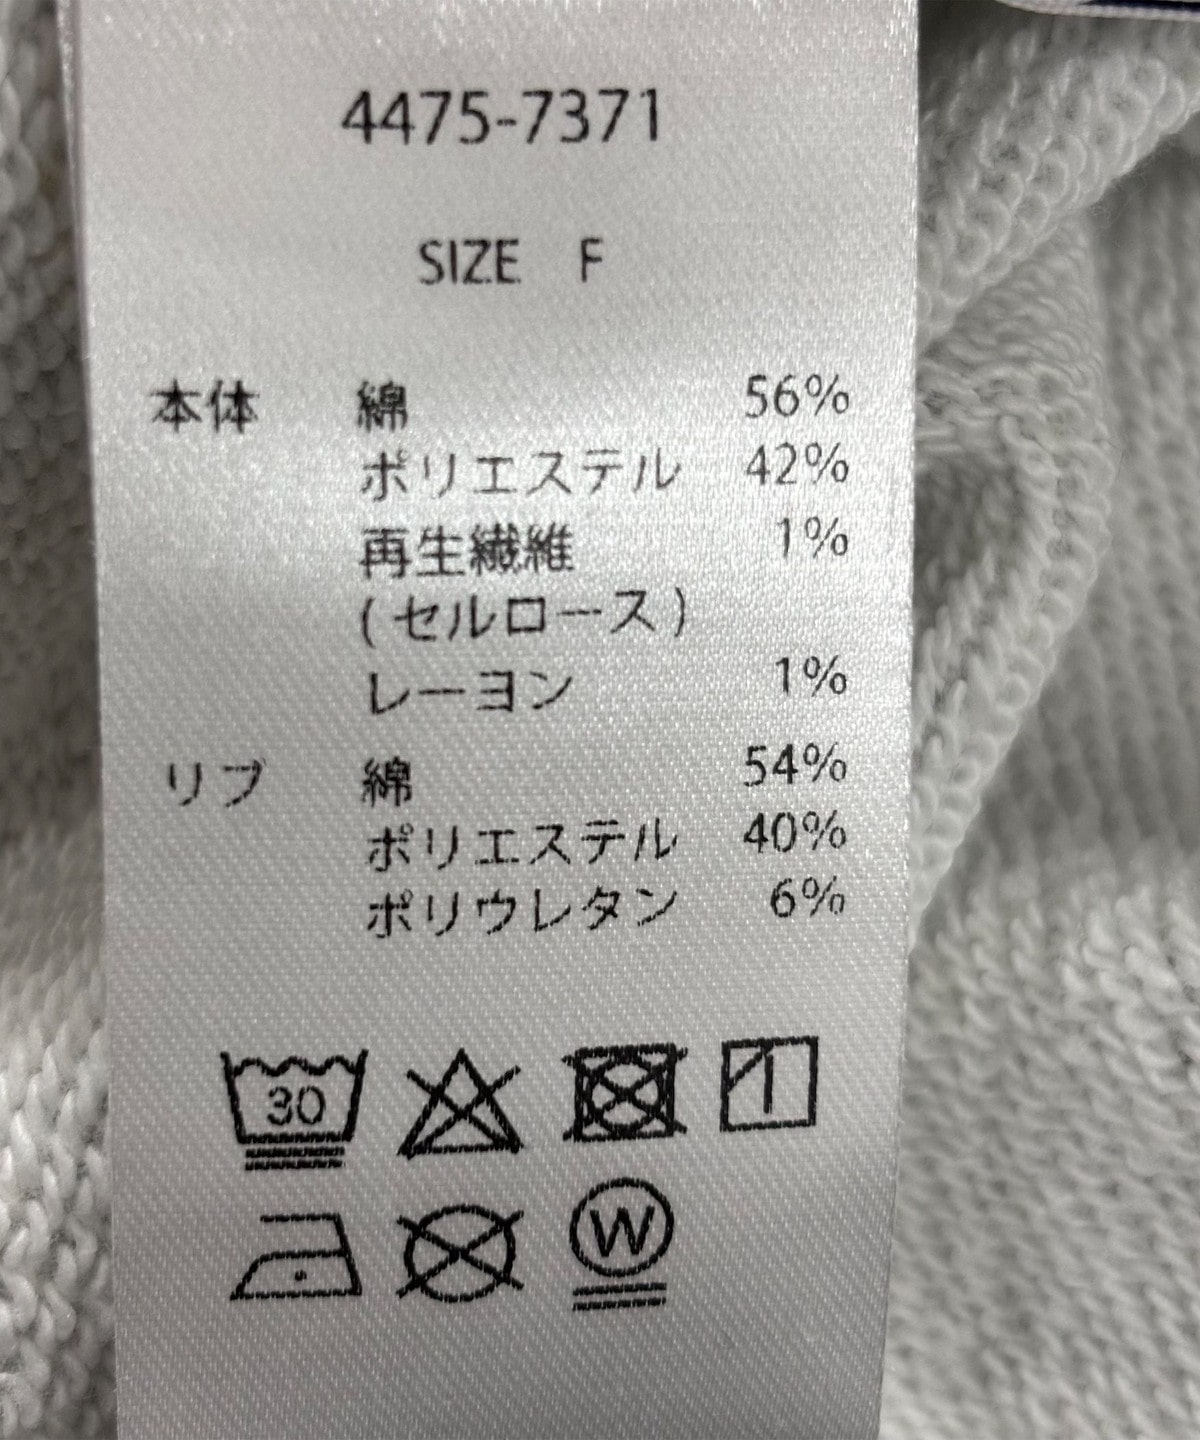 4475-7371
SIZE F
本体 綿 56%
ポリエステル 42%
再生繊維 1%
(セルロース)
レーヨン 1%
リブ 綿 54%
ポリエステル 40%
ポリウレタン 6%
30
W